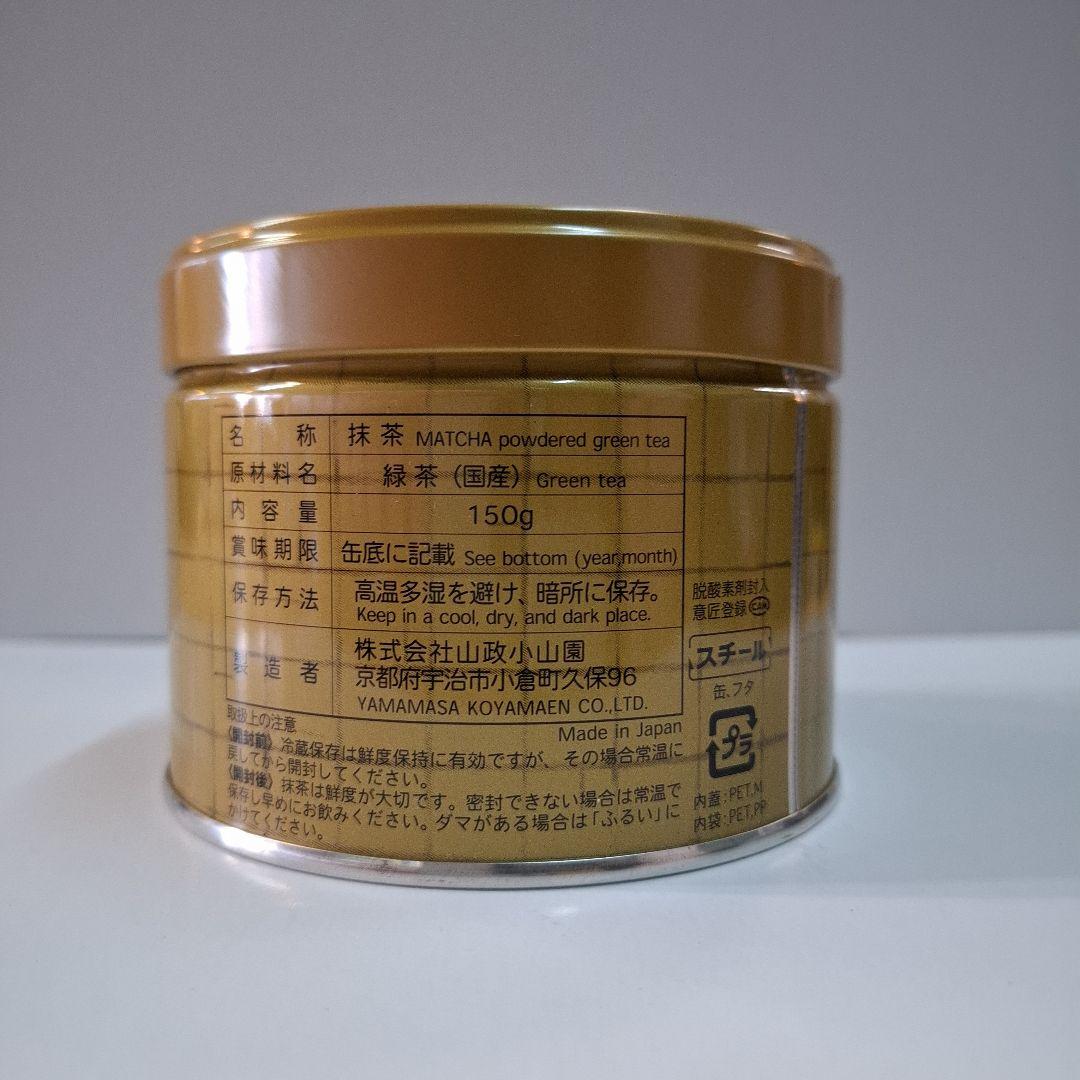 名称 抹茶 MATCHA powdered green tea
原材料名 緑茶(国産) Green tea
内容量 150g
賞味期限 缶底に記載 See bottom (year,month)
保存方法 高温多湿を避け、暗所に保存。
Keep in a cool, dry, and dark place.
製造者 株式会社山政小山園
京都府宇治市小倉町久保96
YAMAMASA KOYAMAEN CO.,LTD.
Made in Japan
取扱上の注意
《開封前》冷蔵保存は鮮度保持に有効ですが、その場合常温に
戻してから開封してください。
《開封後》抹茶は鮮度が大切です。密封できない場合は常温で
保存し早めにお飲みください。ダマがある場合は「ふるい」に
かけてください。
脱酸素剤封入
意匠登録 CAN
スチール
缶、フタ
プラ
内蓋:PET,M
内袋:PET,PP